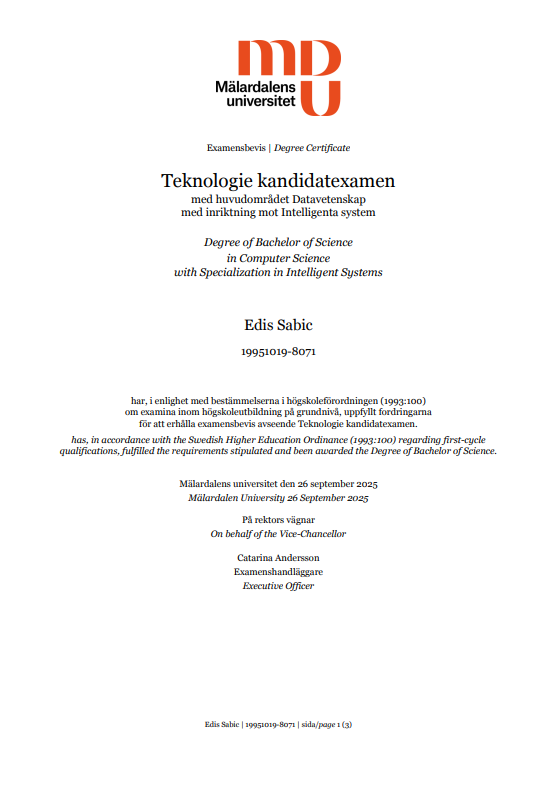 mdu
Mälardalens
universitet
Examensbevis | Degree Certificate
Teknologie kandidatexamen
med huvudområdet Datavetenskap
med inriktning mot Intelligenta system
Degree of Bachelor of Science
in Computer Science
with Specialization in Intelligent Systems
Edis Sabic
19951019-8071
har, i enlighet med bestämmelserna i högskoleförordningen (1993:100)
om examina inom högskoleutbildning på grundnivå, uppfyllt fordringarna
för att erhålla examensbevis avseende Teknologie kandidatexamen.
has, in accordance with the Swedish Higher Education Ordinance (1993:100) regarding first-cycle
qualifications, fulfilled the requirements stipulated and been awarded the Degree of Bachelor of Science.
Mälardalens universitet den 26 september 2025
Mälardalen University 26 September 2025
På rektors vägnar
On behalf of the Vice-Chancellor
Catarina Andersson
Examenshandläggare
Executive Officer
Edis Sabic | 19951019-8071 | sida/page 1 (3)